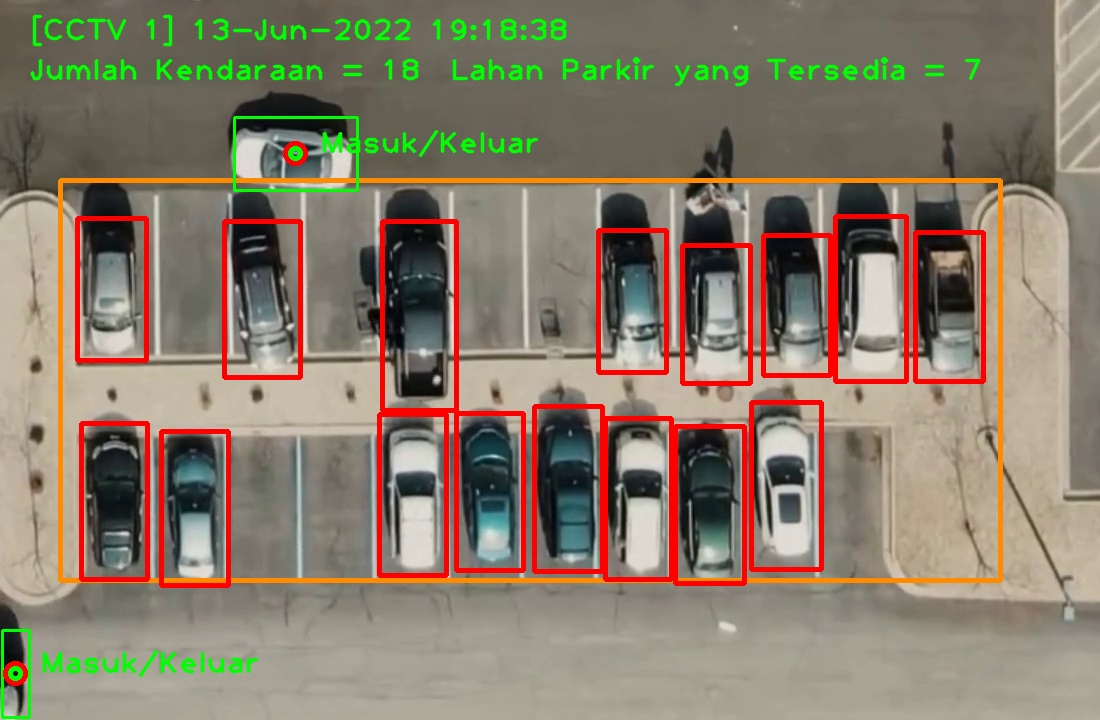 [CCTV 1] 13-Jun-2022 19:18:38
Jumlah Kendaraan = 18 Lahan Parkir yang Tersedia = 7
Masuk/Keluar
Masuk/Keluar